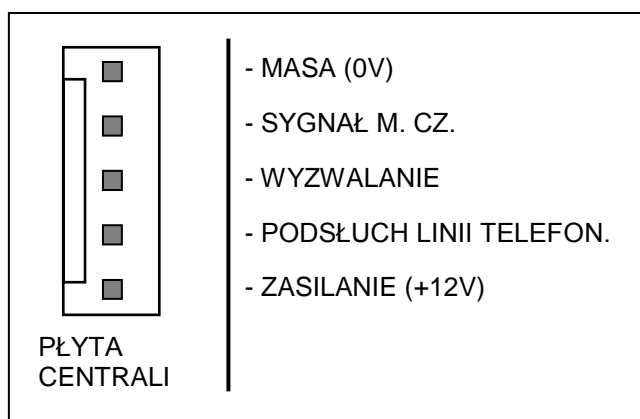 - MASA (0V)
- SYGNAŁ M. CZ.
- WYZWALANIE
- PODSŁUCH LINII TELEFON.
- ZASILANIE (+12V)
PŁYTA
CENTRALI